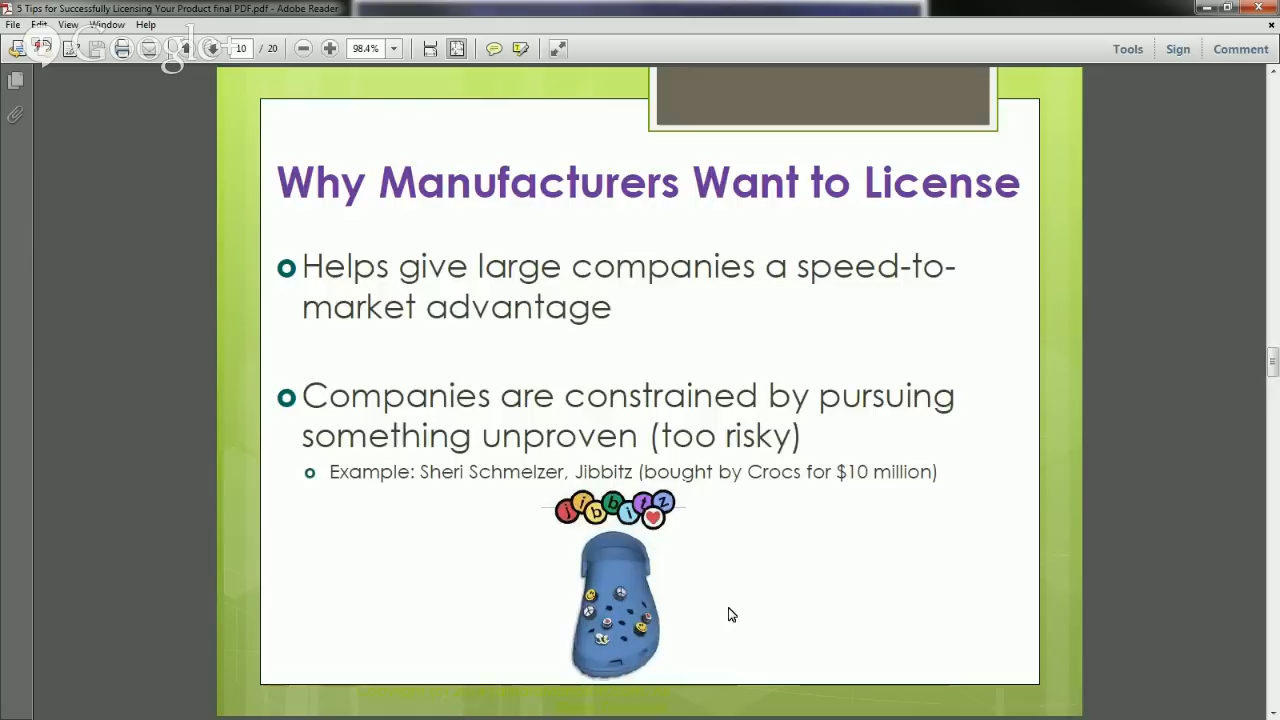 5 Tips for Successfully Licensing Your Product final PDF.pdf - Adobe Reader
File Edit View Window Help
Google+
10 / 20 98.4% Tools Sign Comment
Why Manufacturers Want to License
Helps give large companies a speed-to-
market advantage
Companies are constrained by pursuing
something unproven (too risky)
Example: Sheri Schmelzer, Jibbitz (bought by Crocs for $10 million)
jibbitz